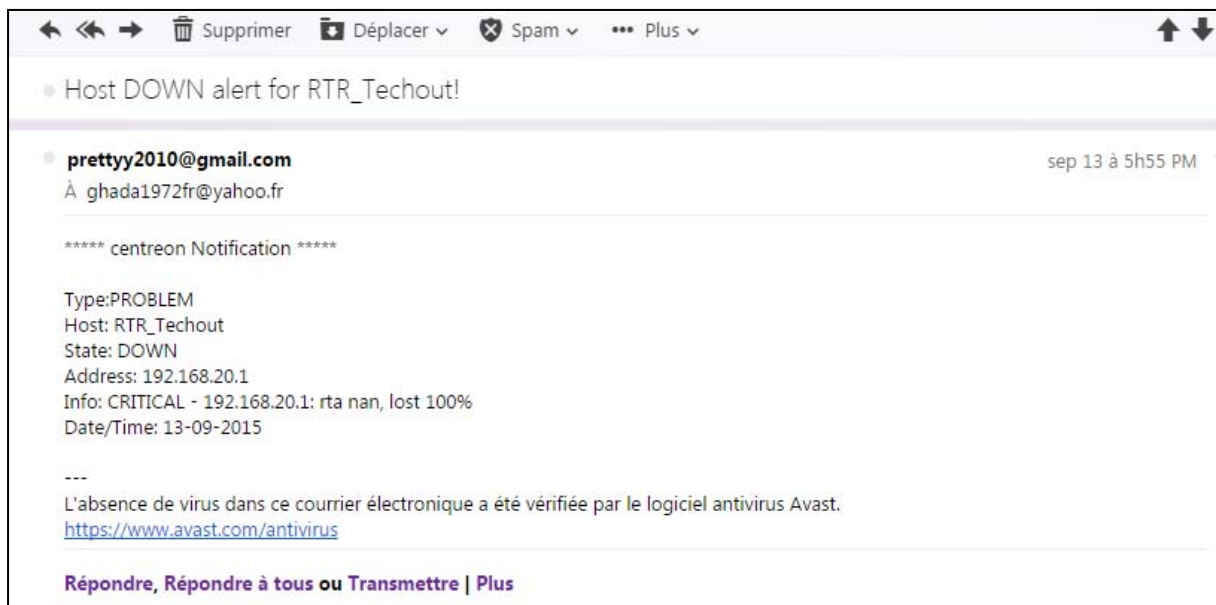 Supprimer Déplacer Spam ••• Plus
Host DOWN alert for RTR_Techout!
prettyy2010@gmail.com sep 13 à 5h55 PM
À ghada1972fr@yahoo.fr
***** centreon Notification *****
Type:PROBLEM
Host: RTR_Techout
State: DOWN
Address: 192.168.20.1
Info: CRITICAL - 192.168.20.1: rta nan, lost 100%
Date/Time: 13-09-2015
---
L'absence de virus dans ce courrier électronique a été vérifiée par le logiciel antivirus Avast.
https://www.avast.com/antivirus
Répondre, Répondre à tous ou Transmettre | Plus